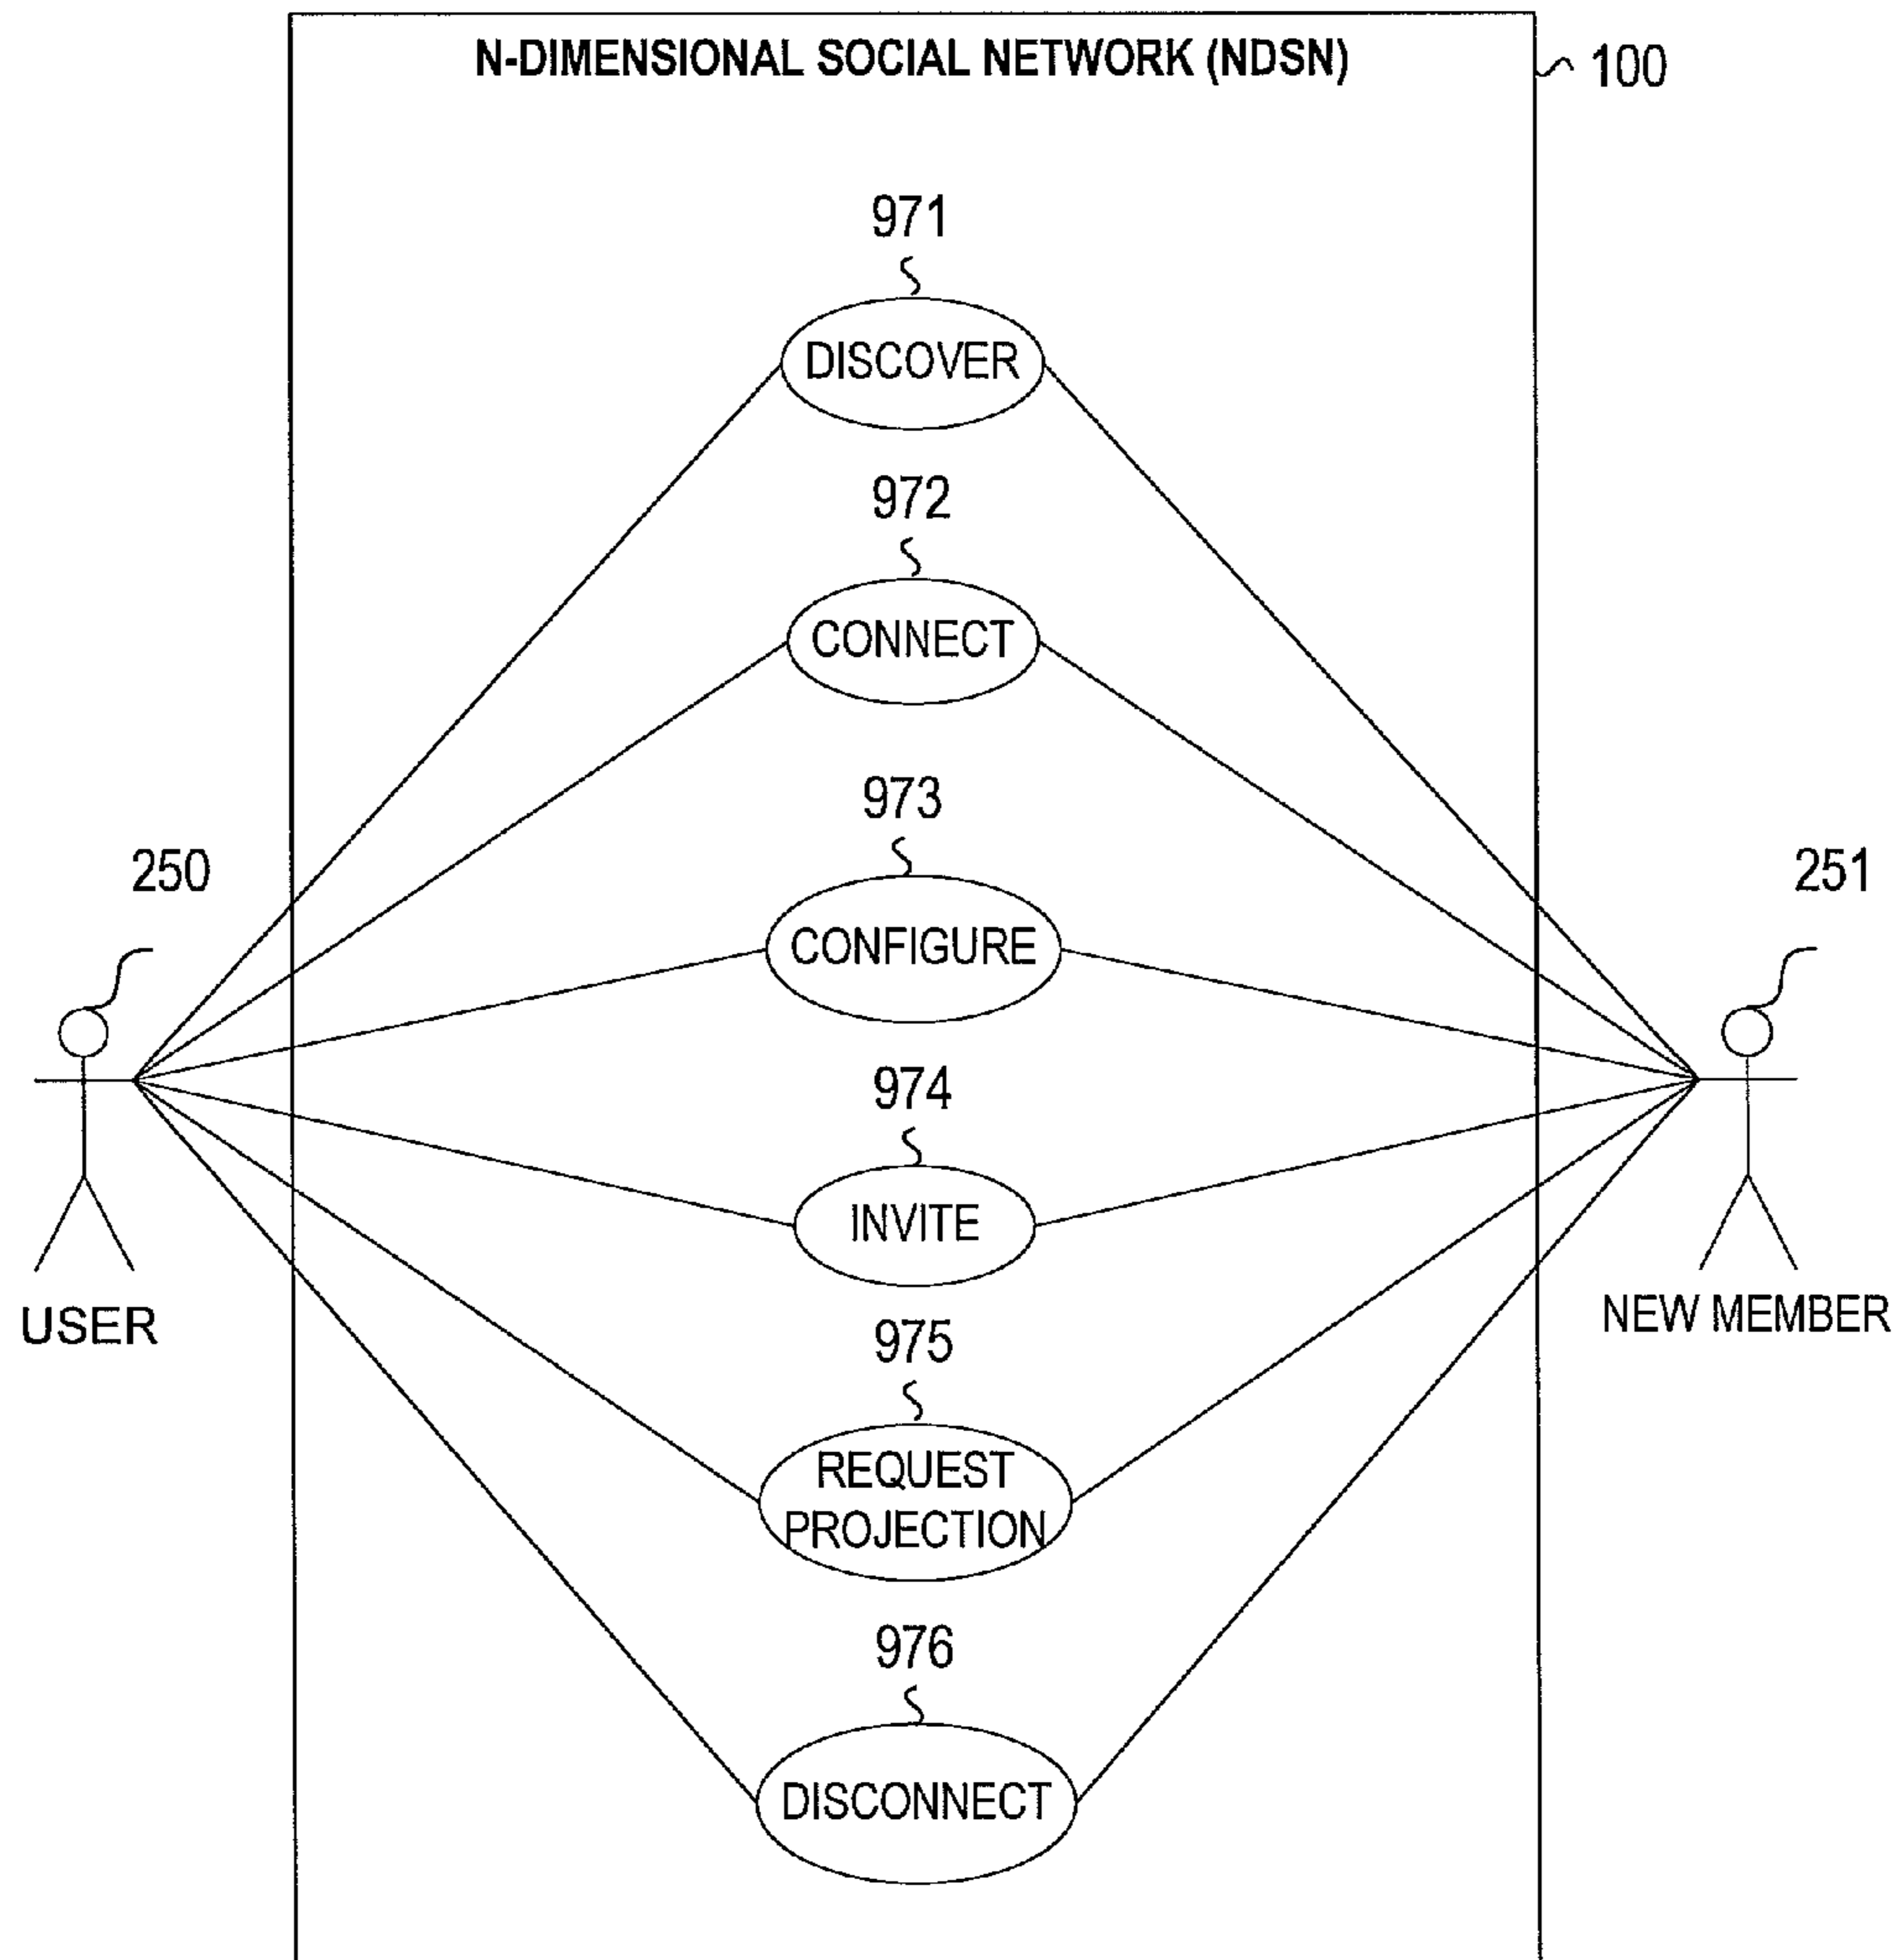 N-DIMENSIONAL SOCIAL NETWORK (NDSN)
100
971
DISCOVER
972
CONNECT
973
CONFIGURE
250
251
974
INVITE
USER
NEW MEMBER
975
REQUEST
PROJECTION
976
DISCONNECT